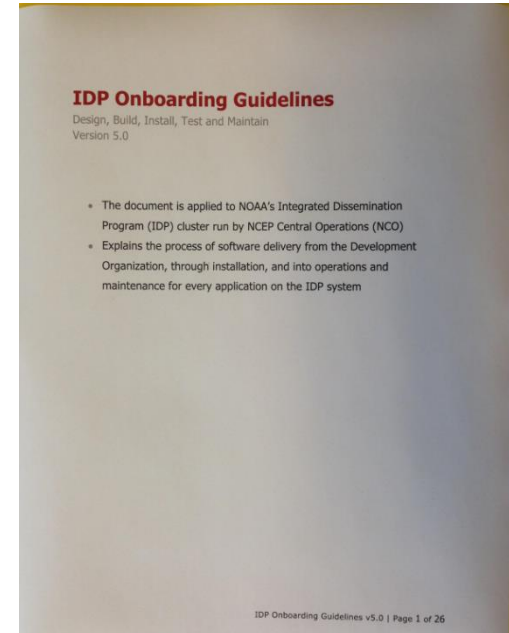 IDP Onboarding Guidelines
Design, Build, Install, Test and Maintain
Version 5.0
• The document is applied to NOAA's Integrated Dissemination
Program (IDP) cluster run by NCEP Central Operations (NCO)
• Explains the process of software delivery from the Development
Organization, through installation, and into operations and
maintenance for every application on the IDP system
IDP Onboarding Guidelines v5.0 | Page 1 of 26